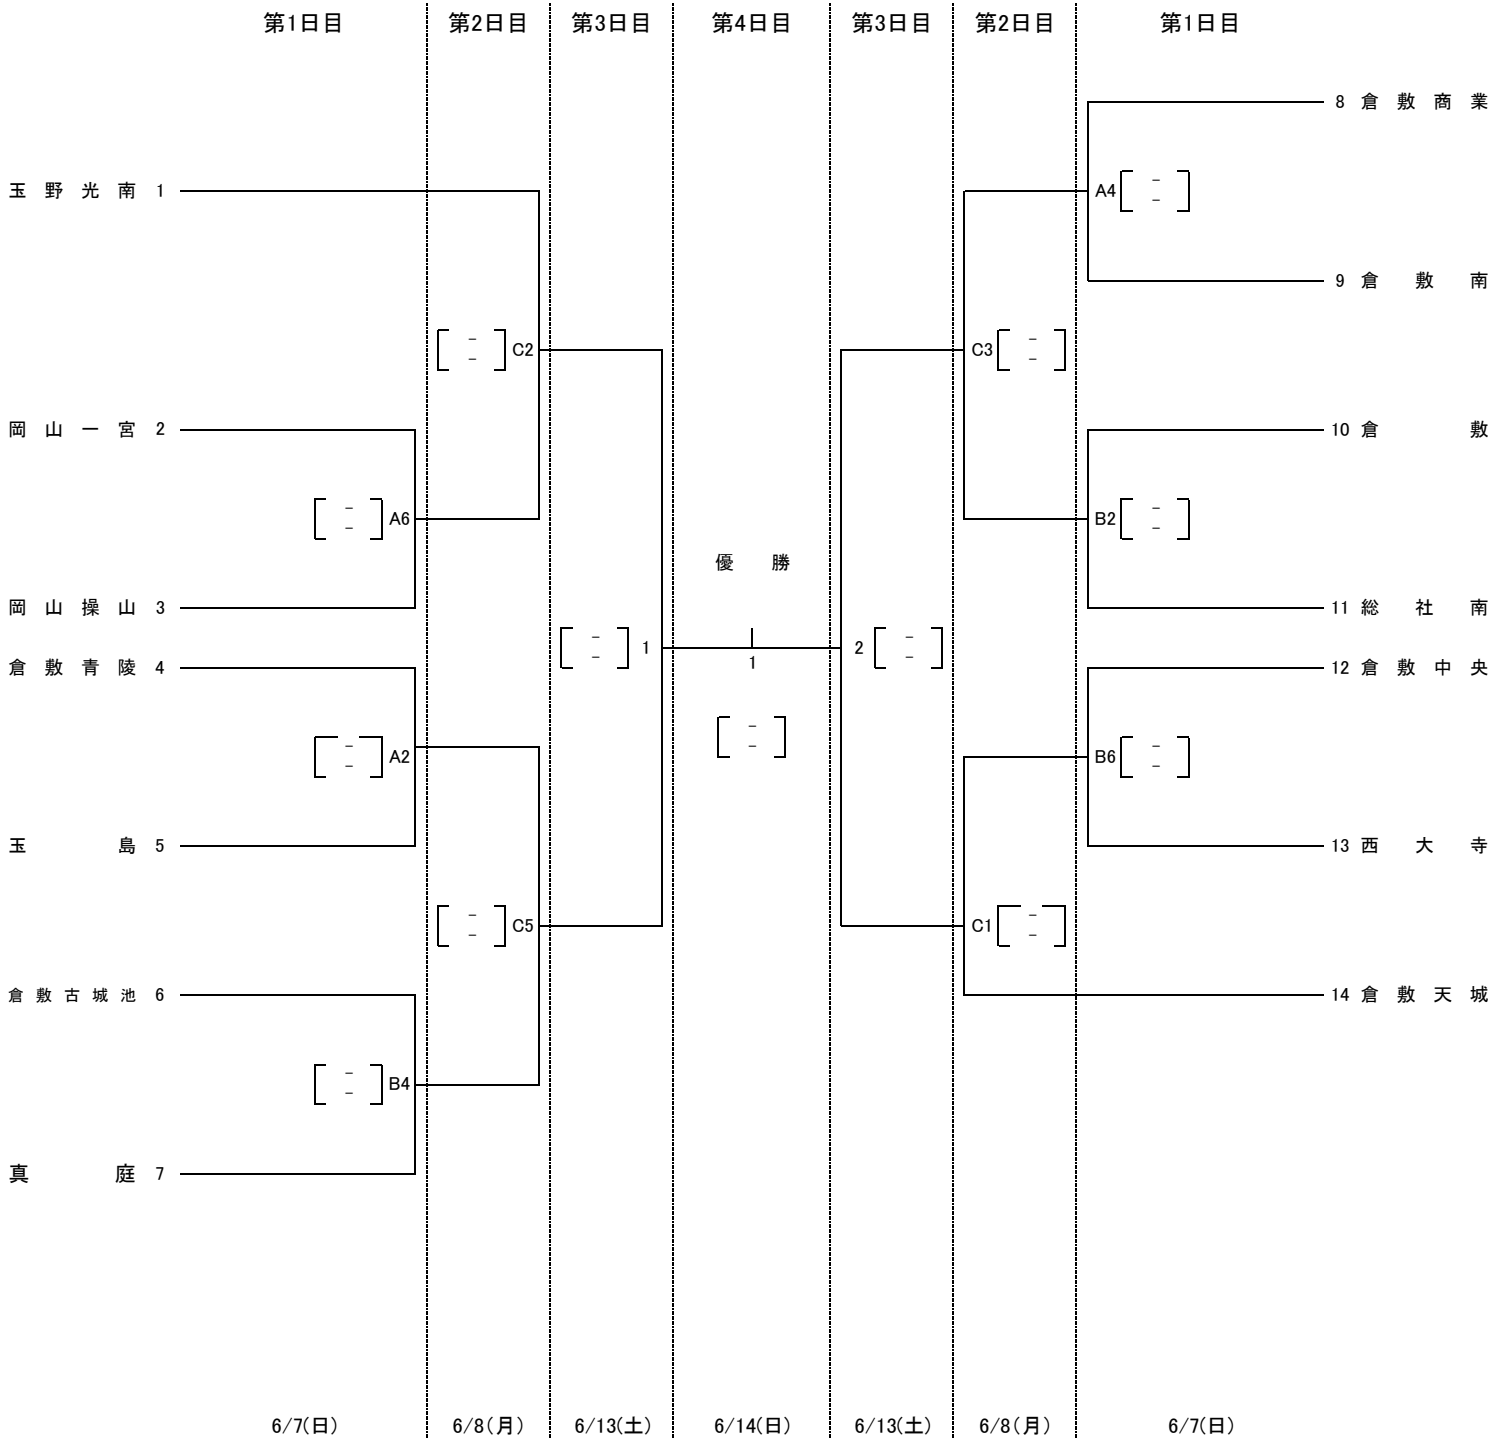 第1日目 第2日目 第3日目 第4日目 第3日目 第2日目 第1日目
8 倉敷商業
玉野光南 1
A4 - -
9 倉敷南
- - C2
C3 - -
岡山一宮 2
10 倉敷
- - A6
B2 - -
優勝
岡山操山 3
11 総社南
- - 1
1
2 - -
倉敷青陵 4
12 倉敷中央
- -
- - A2
B6 - -
玉島 5
13 西大寺
- - C5
C1 - -
倉敷古城池 6
14 倉敷天城
- - B4
真庭 7
6/7(日) 6/8(月) 6/13(土) 6/14(日) 6/13(土) 6/8(月) 6/7(日)